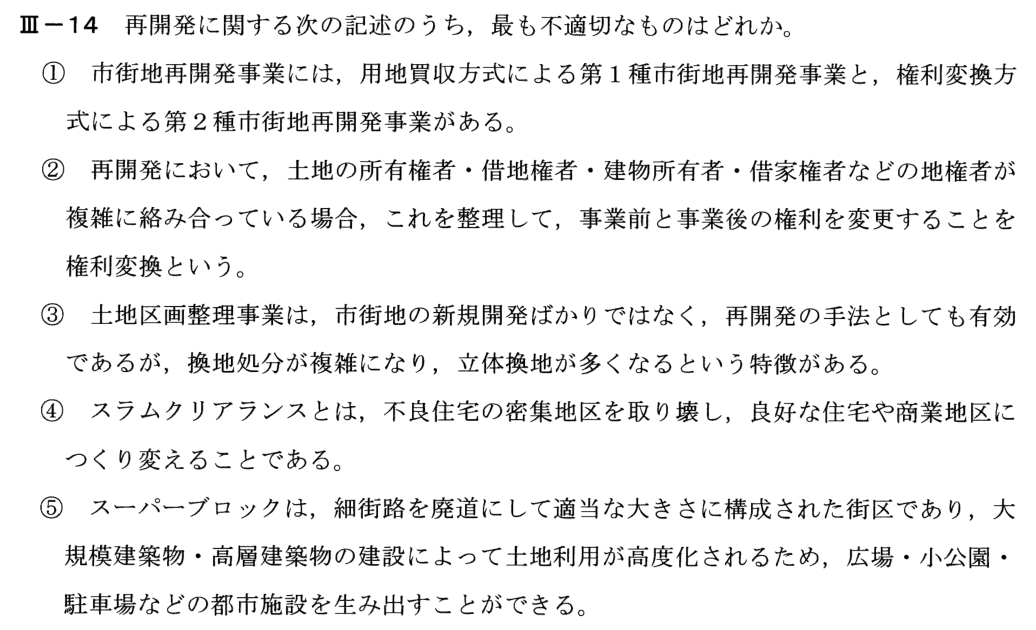 Ⅲ－14　再開発に関する次の記述のうち，最も不適切なものはどれか。
①　市街地再開発事業には，用地買収方式による第１種市街地再開発事業と，権利変換方
式による第２種市街地再開発事業がある。
②　再開発において，土地の所有権者・借地権者・建物所有者・借家権者などの地権者が
複雑に絡み合っている場合，これを整理して，事業前と事業後の権利を変更することを
権利変換という。
③　土地区画整理事業は，市街地の新規開発ばかりではなく，再開発の手法としても有効
であるが，換地処分が複雑になり，立体換地が多くなるという特徴がある。
④　スラムクリアランスとは，不良住宅の密集地区を取り壊し，良好な住宅や商業地区に
つくり変えることである。
⑤　スーパーブロックは，細街路を廃道にして適当な大きさに構成された街区であり，大
規模建築物・高層建築物の建設によって土地利用が高度化されるため，広場・小公園・
駐車場などの都市施設を生み出すことができる。